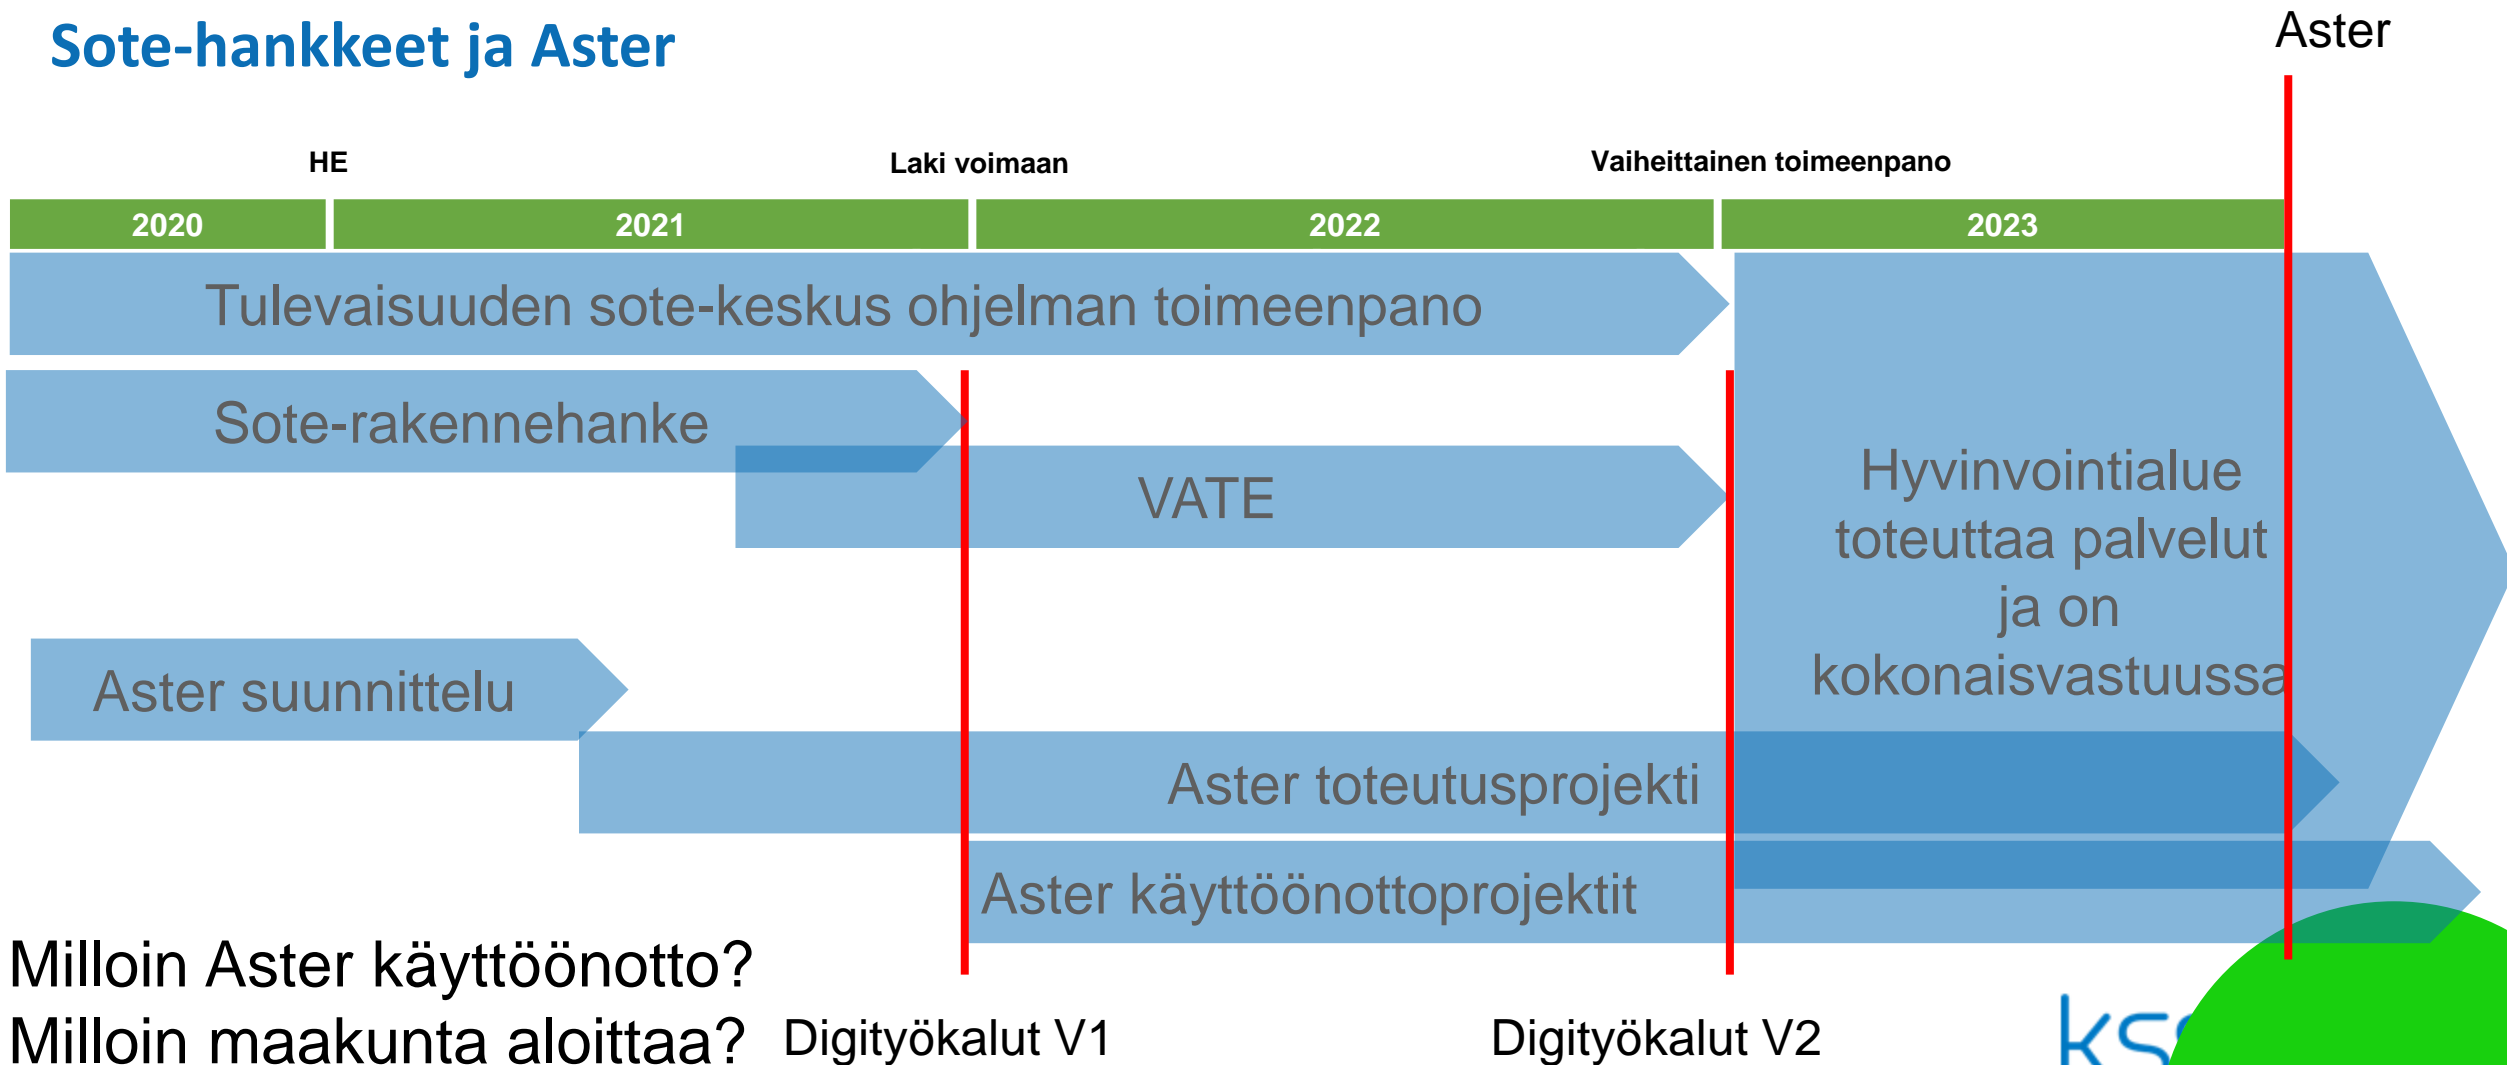 Sote-hankkeet ja Aster
Aster
HE
Laki voimaan
Vaiheittainen toimeenpano
2020
2021
2022
2023
Tulevaisuuden sote-keskus ohjelman toimeenpano
Sote-rakennehanke
VATE
Hyvinvointialue
toteuttaa palvelut
ja on
kokonaisvastuussa
Aster suunnittelu
Aster toteutusprojekti
Aster käyttöönottoprojektit
Milloin Aster käyttöönotto?
Milloin maakunta aloittaa?
Digityökalut V1
Digityökalut V2